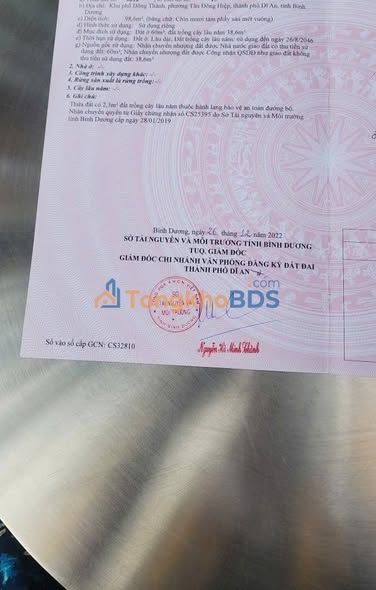 b) Địa chỉ: Khu phố Đông Thành, phường Tân Đông Hiệp, thành phố Dĩ An, tỉnh Bình
Dương
c) Diện tích: 98,6m², (bằng chữ: Chín mươi tám phẩy sáu mét vuông)
d) Hình thức sử dụng: Sử dụng riêng
đ) Mục đích sử dụng: Đất ở 60m²; đất trồng cây lâu năm 38,6m²
e) Thời hạn sử dụng: Đất ở: Lâu dài, Đất trồng cây lâu năm: sử dụng đến ngày 26/8/2046
g) Nguồn gốc sử dụng: Nhận chuyển nhượng đất được Nhà nước giao đất có thu tiền sử
dụng đất: 60m²; Nhận chuyển nhượng đất được Công nhận QSDĐ như giao đất không
thu tiền sử dụng đất: 38,6m²
2. Nhà ở: -/-
3. Công trình xây dựng khác: -/-
4. Rừng sản xuất là rừng trồng: -/-
5. Cây lâu năm: -/-
6. Ghi chú:
Thửa đất có 2,3m² đất trồng cây lâu năm thuộc hành lang bảo vệ an toàn đường bộ.
Nhận chuyển quyền từ Giấy chứng nhận số CS25395 do Sở Tài nguyên và Môi trường
tỉnh Bình Dương cấp ngày 28/01/2019
Bình Dương, ngày 26 tháng 12 năm 2022
SỞ TÀI NGUYÊN VÀ MÔI TRƯỜNG TỈNH BÌNH DƯƠNG
TUQ. GIÁM ĐỐC
GIÁM ĐỐC CHI NHÁNH VĂN PHÒNG ĐĂNG KÝ ĐẤT ĐAI
THÀNH PHỐ DĨ AN
TổngkhoBDS.com
SỞ
TÀI NGUYÊN VÀ
MÔI TRƯỜNG
TỈNH BÌNH DƯƠNG
Số vào sổ cấp GCN: CS32810
Nguyễn Hà Minh Thành